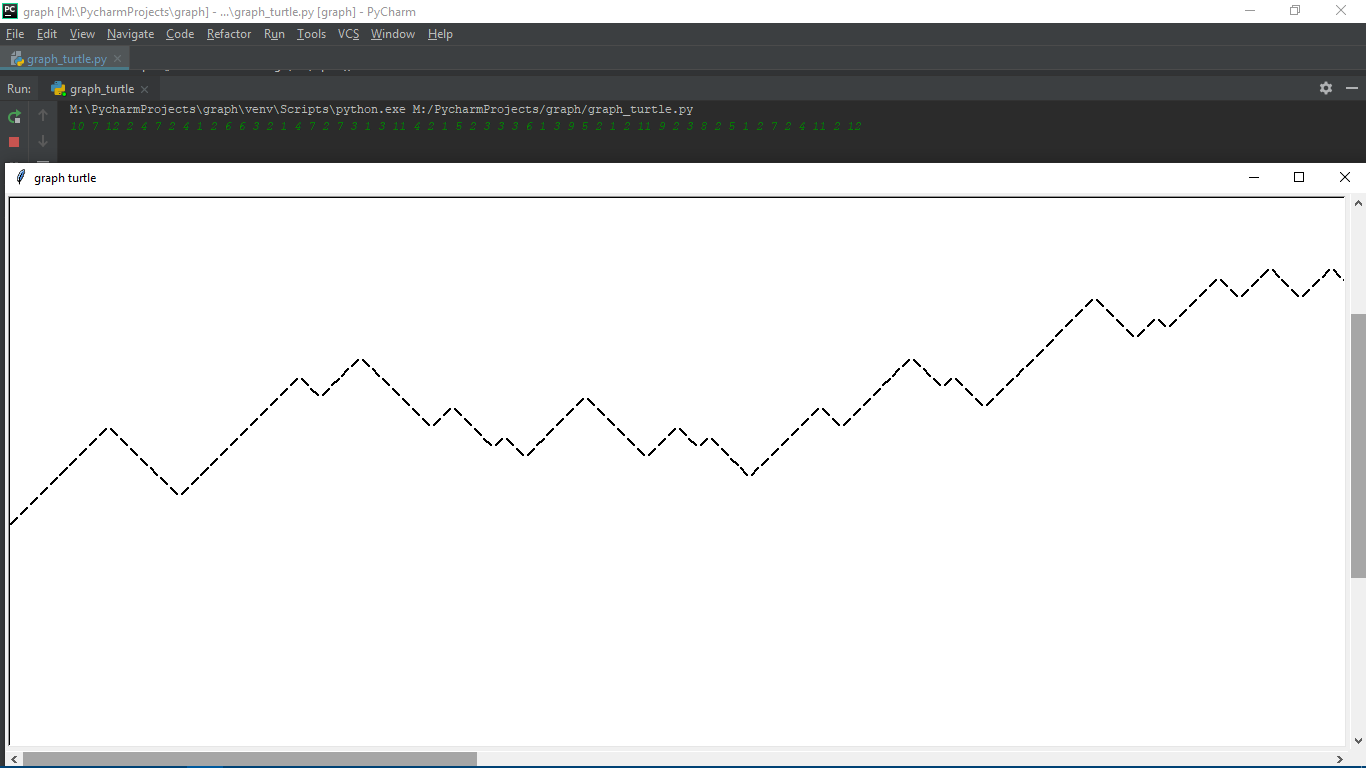 graph [M:\PycharmProjects\graph] - ...\graph_turtle.py [graph] - PyCharm
File Edit View Navigate Code Refactor Run Tools VCS Window Help
graph_turtle.py
Run: graph_turtle
M:\PycharmProjects\graph\venv\Scripts\python.exe M:/PycharmProjects/graph/graph_turtle.py
10 7 12 2 4 7 2 4 1 2 6 6 3 2 1 4 7 2 7 3 1 3 11 4 2 1 5 2 3 3 3 6 1 3 9 5 2 1 2 11 9 2 3 8 2 5 1 2 7 2 4 11 2 12
graph turtle